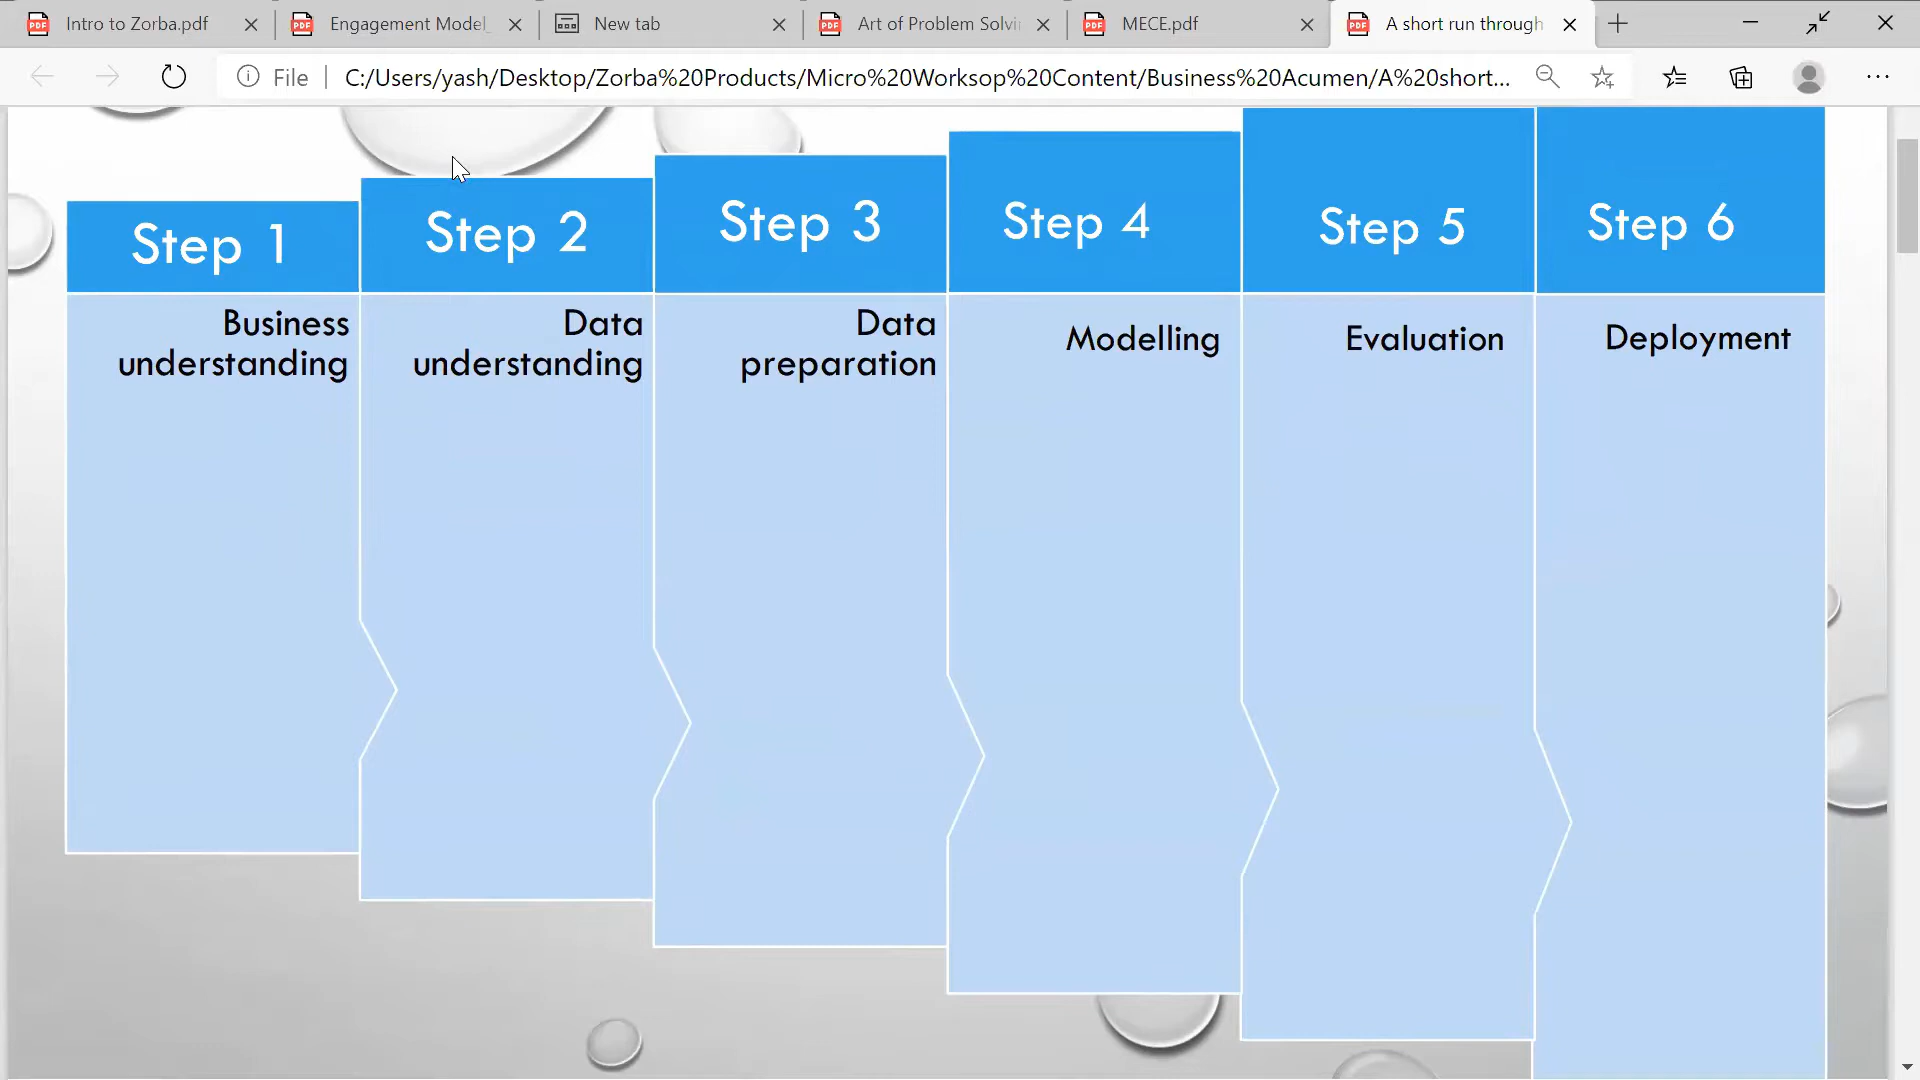 Intro to Zorba.pdf
Engagement Model_
New tab
Art of Problem Solvi
MECE.pdf
A short run through
File
C:/Users/yash/Desktop/Zorba%20Products/Micro%20Worksop%20Content/Business%20Acumen/A%20short...
Step 1
Step 2
Step 3
Step 4
Step 5
Step 6
Business
understanding
Data
understanding
Data
preparation
Modelling
Evaluation
Deployment